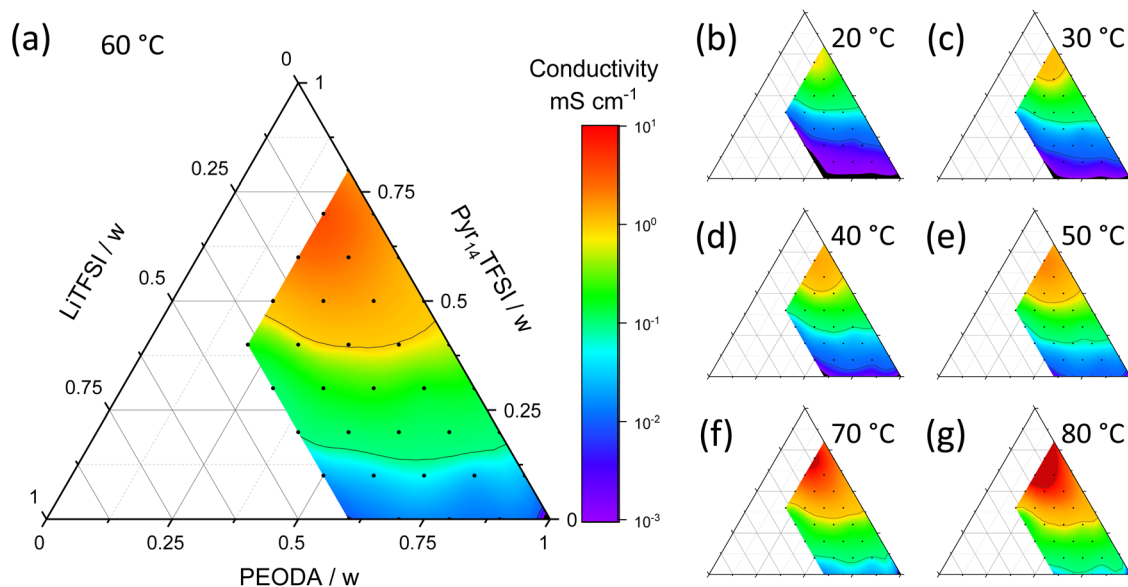 (a)
60 °C
0
1
0.25
0.75
0.5
0.5
0.75
0.25
1
0
0
0.25
0.5
0.75
1
LiTFSI / w
Pyr₁₄TFSI / w
PEODA / w
Conductivity
mS cm⁻¹
10¹
10⁰
10⁻¹
10⁻²
10⁻³
(b)
20 °C
(c)
30 °C
(d)
40 °C
(e)
50 °C
(f)
70 °C
(g)
80 °C